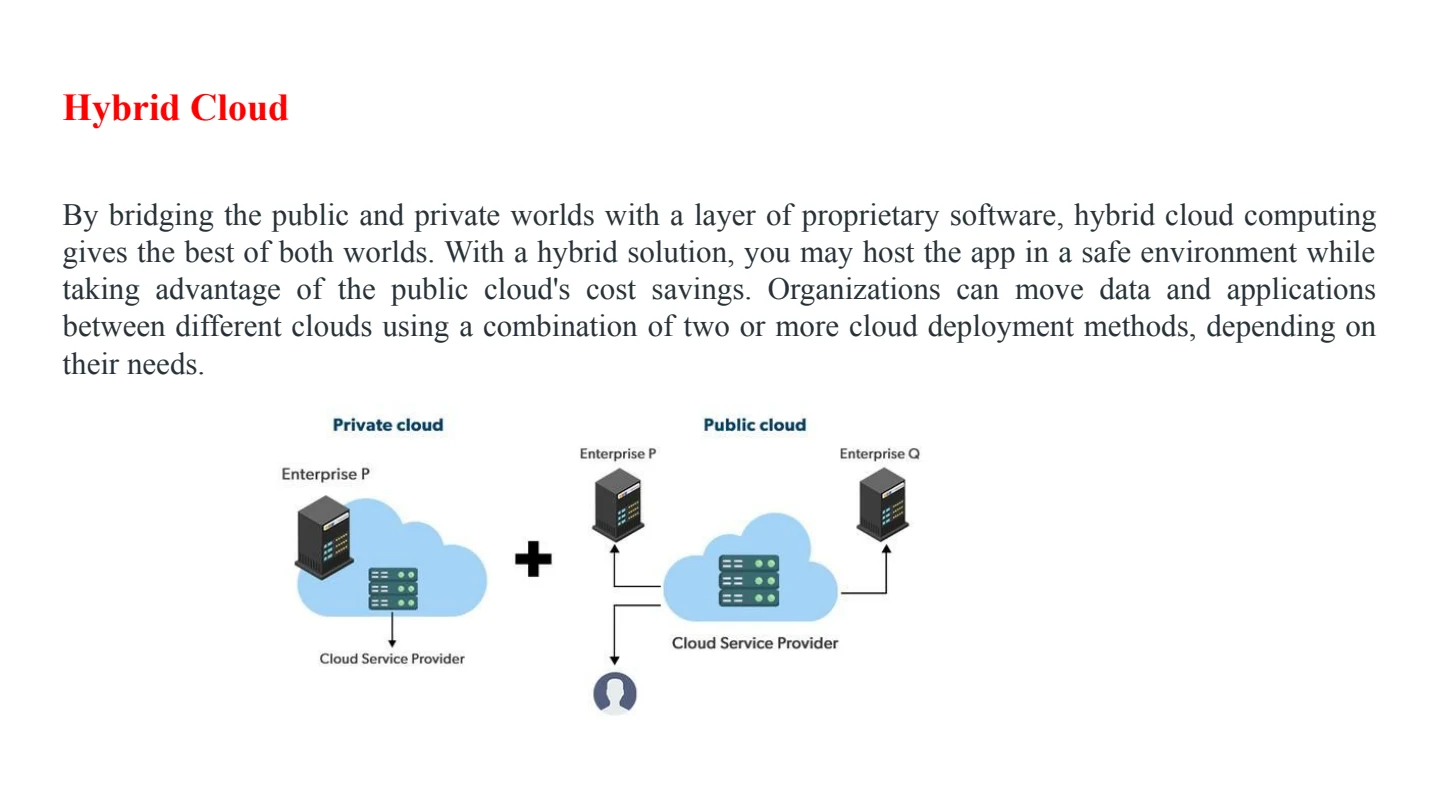 Hybrid Cloud
By bridging the public and private worlds with a layer of proprietary software, hybrid cloud computing
gives the best of both worlds. With a hybrid solution, you may host the app in a safe environment while
taking advantage of the public cloud's cost savings. Organizations can move data and applications
between different clouds using a combination of two or more cloud deployment methods, depending on
their needs.
Private cloud
Enterprise P
Cloud Service Provider
Public cloud
Enterprise P
Enterprise Q
Cloud Service Provider